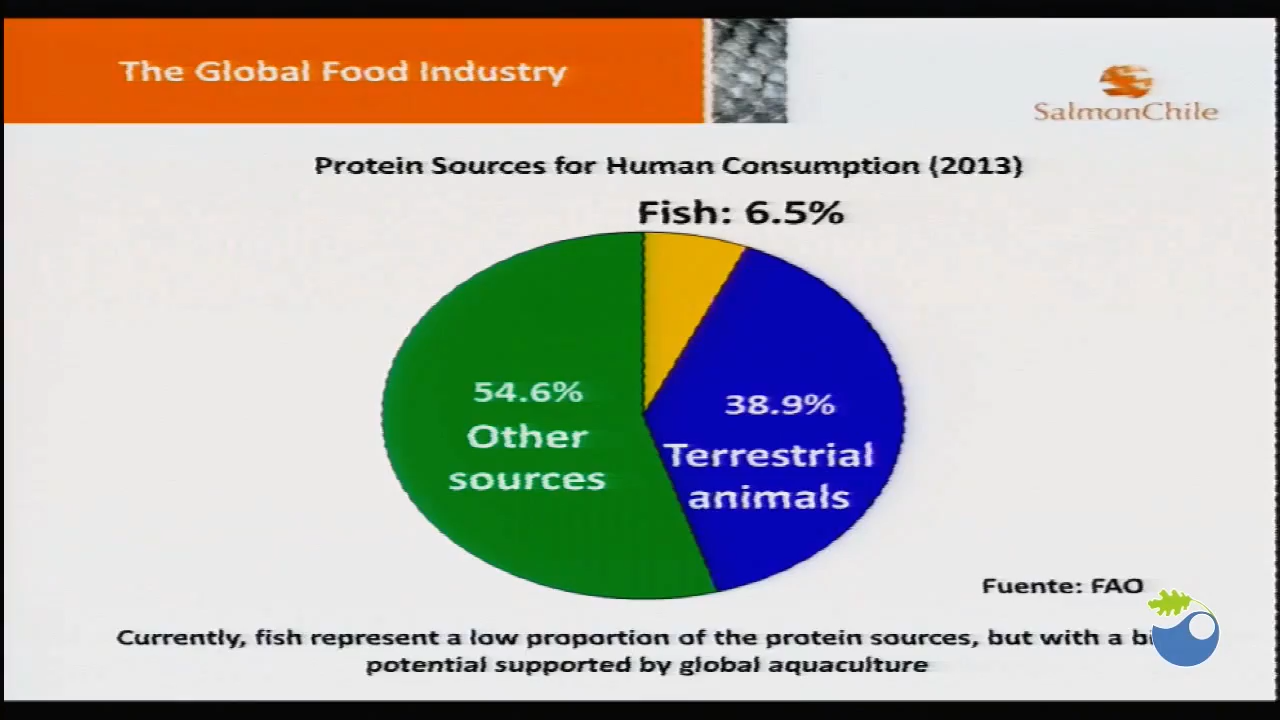 The Global Food Industry
SalmonChile
Protein Sources for Human Consumption (2013)
Fish: 6.5%
54.6%
Other
sources
38.9%
Terrestrial
animals
Fuente: FAO
Currently, fish represent a low proportion of the protein sources, but with a
potential supported by global aquaculture